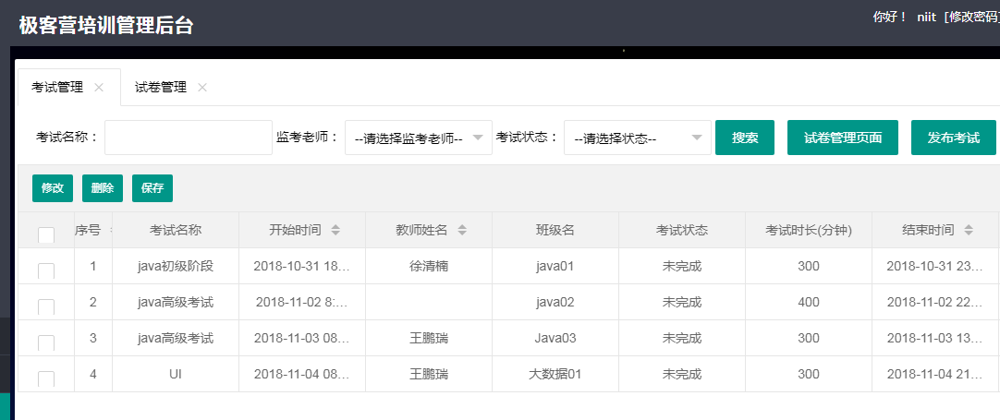 极客营培训管理后台
你好！ niit [修改密码]
考试管理 × 试卷管理 ×
考试名称： 监考老师： --请选择监考老师-- 考试状态： --请选择状态-- 搜索 试卷管理页面 发布考试
修改 删除 保存
序号 考试名称 开始时间 教师姓名 班级名 考试状态 考试时长(分钟) 结束时间
1 java初级阶段 2018-10-31 18... 徐清楠 java01 未完成 300 2018-10-31 23...
2 java高级考试 2018-11-02 8:... java02 未完成 400 2018-11-02 22...
3 java高级考试 2018-11-03 08... 王鹏瑞 Java03 未完成 300 2018-11-03 13...
4 UI 2018-11-04 08... 王鹏瑞 大数据01 未完成 300 2018-11-04 21...